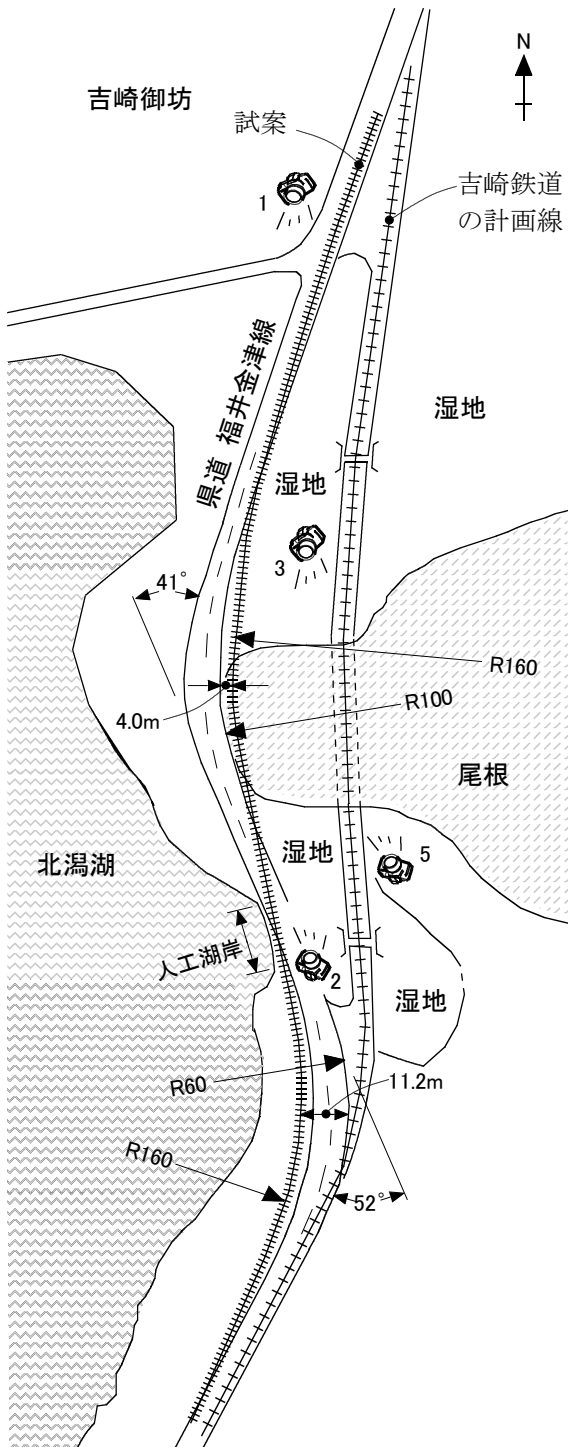 N
吉崎御坊
試案
1
吉崎鉄道
の計画線
県道 福井金津線
湿地
湿地
3
41°
R160
4.0m
R100
尾根
湿地
5
北潟湖
人工湖岸
2
湿地
R60
11.2m
R160
52°